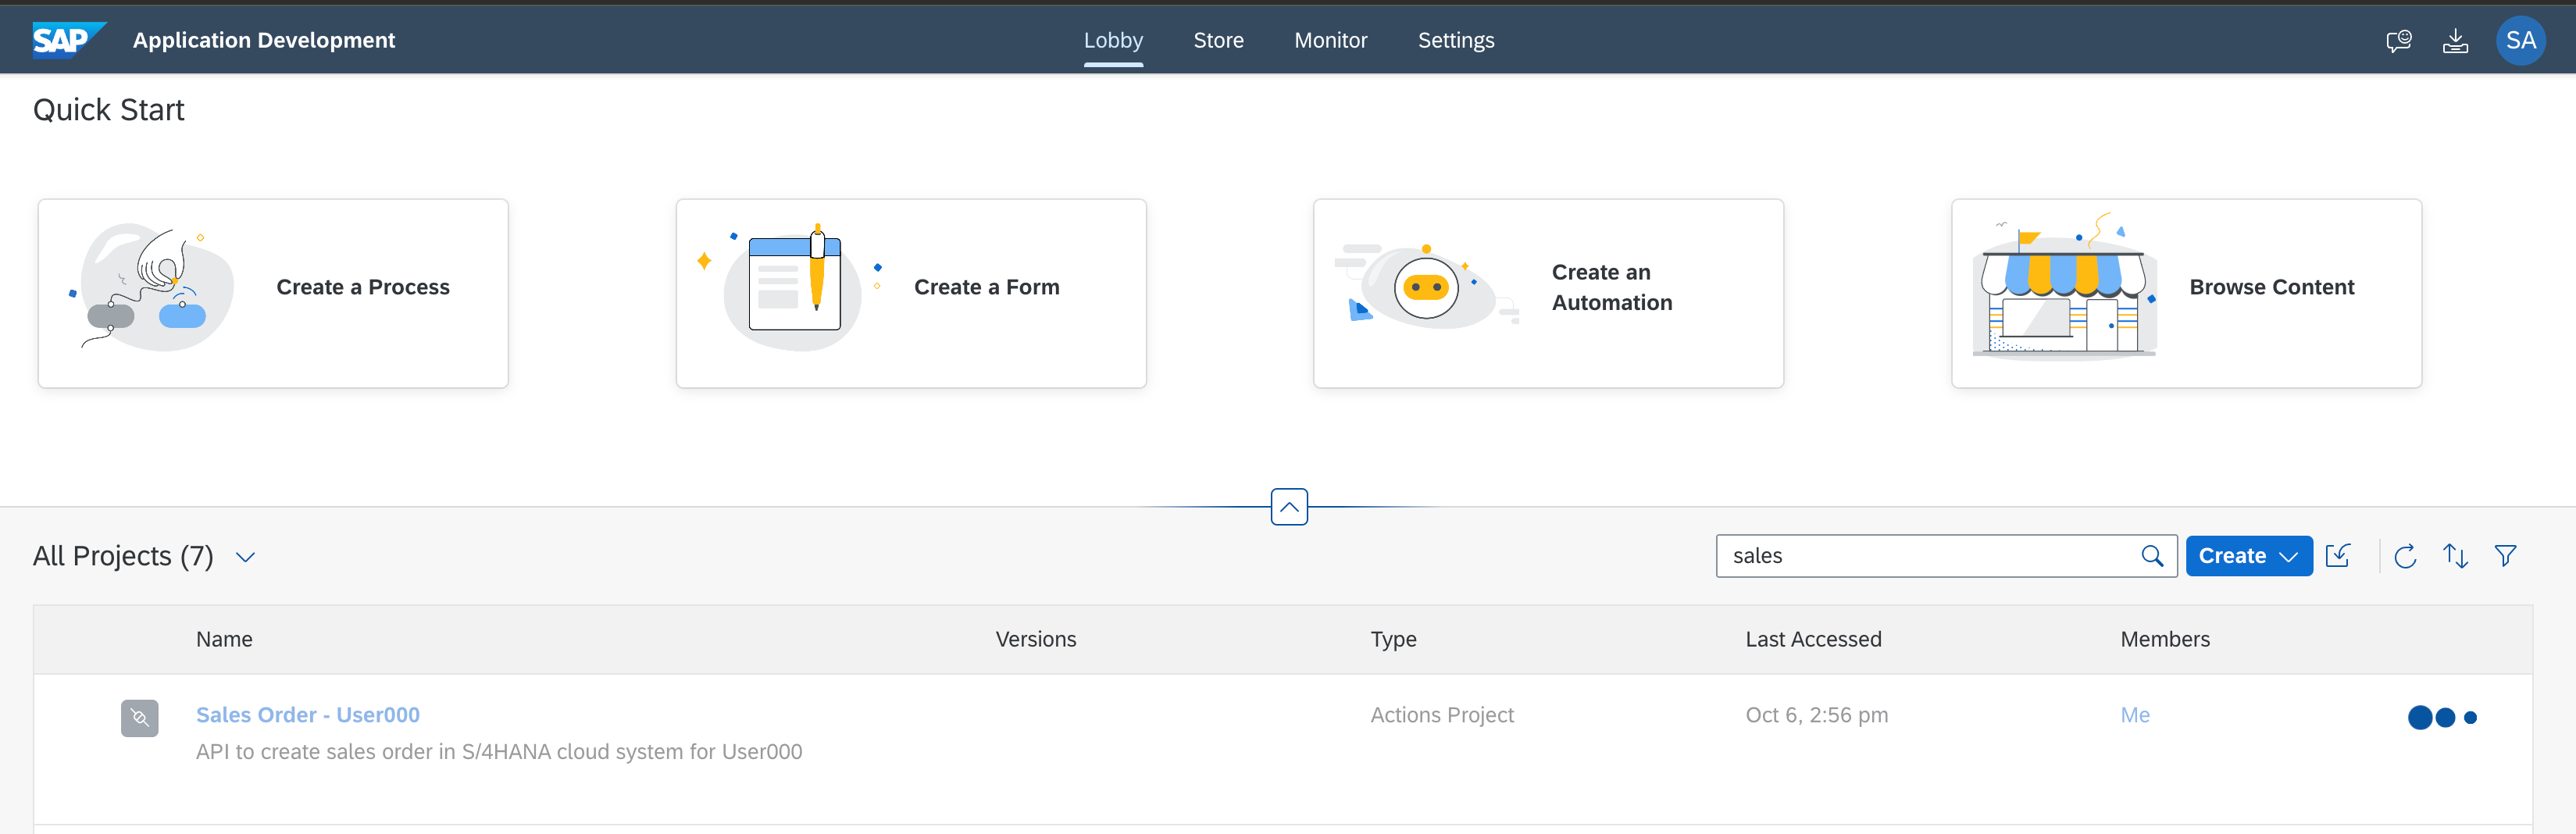 SAP Application Development Lobby Store Monitor Settings SA
Quick Start
Create a Process
Create a Form
Create an
Automation
Browse Content
All Projects (7) sales Create
Name Versions Type Last Accessed Members
Sales Order - User000 Actions Project Oct 6, 2:56 pm Me
API to create sales order in S/4HANA cloud system for User000